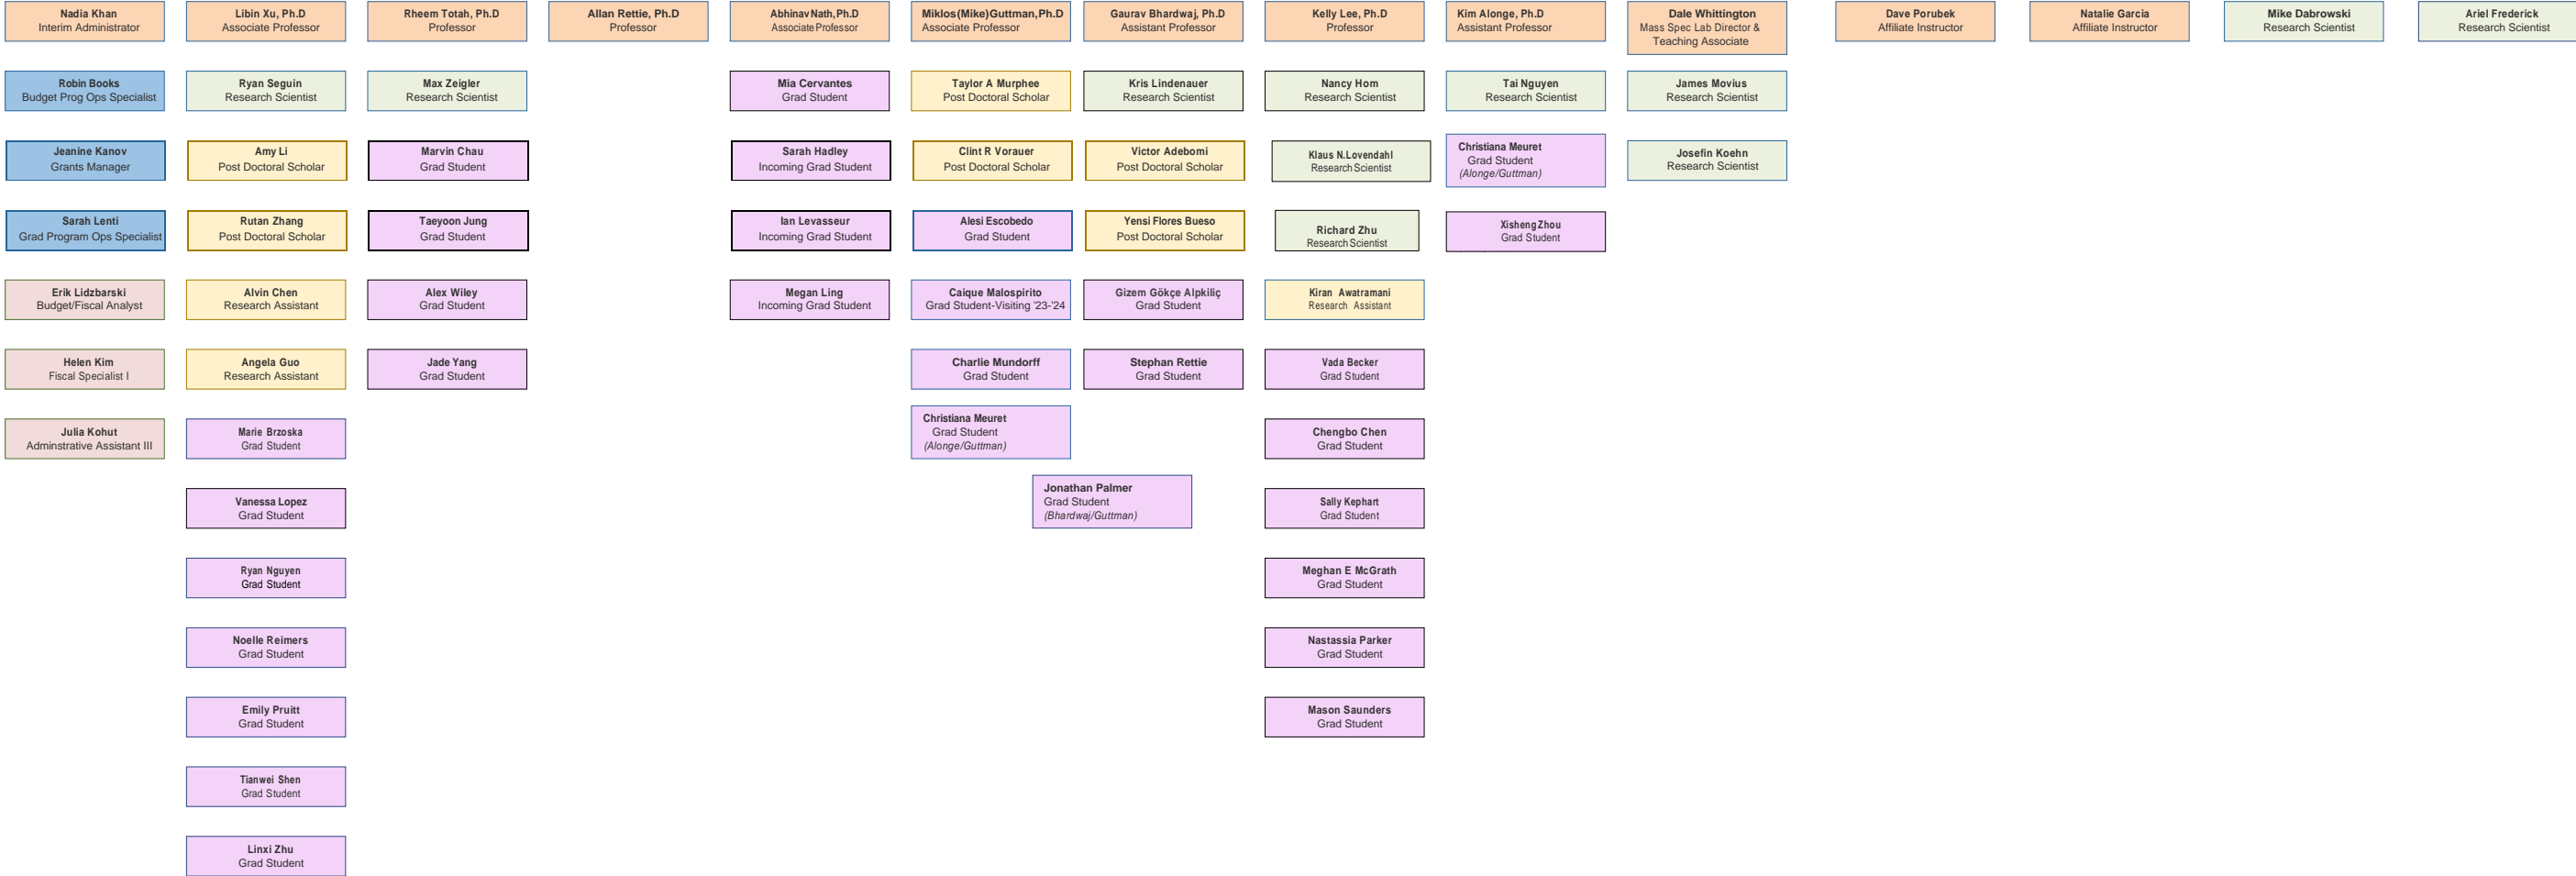 Nadia Khan
Interim Administrator
Libin Xu, Ph.D
Associate Professor
Rheem Totah, Ph.D
Professor
Allan Rettie, Ph.D
Professor
Abhinav Nath, Ph.D
Associate Professor
Miklos (Mike) Guttman, Ph.D
Associate Professor
Gaurav Bhardwaj, Ph.D
Assistant Professor
Kelly Lee, Ph.D
Professor
Kim Alonge, Ph.D
Assistant Professor
Dale Whittington
Mass Spec Lab Director &
Teaching Associate
Dave Porubek
Affiliate Instructor
Natalie Garcia
Affiliate Instructor
Mike Dabrowski
Research Scientist
Ariel Frederick
Research Scientist
Robin Books
Budget Prog Ops Specialist
Ryan Seguin
Research Scientist
Max Zeigler
Research Scientist
Mia Cervantes
Grad Student
Taylor A Murphee
Post Doctoral Scholar
Kris Lindenauer
Research Scientist
Nancy Hom
Research Scientist
Tai Nguyen
Research Scientist
James Movius
Research Scientist
Jeanine Kanov
Grants Manager
Amy Li
Post Doctoral Scholar
Marvin Chau
Grad Student
Sarah Hadley
Incoming Grad Student
Clint R Vorauer
Post Doctoral Scholar
Victor Adebomi
Post Doctoral Scholar
Klaus N. Lovendahl
Research Scientist
Christiana Meuret
Grad Student
(Alonge/Guttman)
Josefin Koehn
Research Scientist
Sarah Lenti
Grad Program Ops Specialist
Rutan Zhang
Post Doctoral Scholar
Taeyoon Jung
Grad Student
Ian Levasseur
Incoming Grad Student
Alesi Escobedo
Grad Student
Yensi Flores Bueso
Post Doctoral Scholar
Richard Zhu
Research Scientist
Xisheng Zhou
Grad Student
Erik Lidzbarski
Budget/Fiscal Analyst
Alvin Chen
Research Assistant
Alex Wiley
Grad Student
Megan Ling
Incoming Grad Student
Caique Malospirito
Grad Student-Visiting '23-'24
Gizem Gökçe Alpkiliç
Grad Student
Kiran Awatramani
Research Assistant
Helen Kim
Fiscal Specialist I
Angela Guo
Research Assistant
Jade Yang
Grad Student
Charlie Mundorff
Grad Student
Stephan Rettie
Grad Student
Vada Becker
Grad Student
Julia Kohut
Adminstrative Assistant III
Marie Brzoska
Grad Student
Christiana Meuret
Grad Student
(Alonge/Guttman)
Chengbo Chen
Grad Student
Vanessa Lopez
Grad Student
Jonathan Palmer
Grad Student
(Bhardwaj/Guttman)
Sally Kephart
Grad Student
Ryan Nguyen
Grad Student
Meghan E McGrath
Grad Student
Noelle Reimers
Grad Student
Nastassia Parker
Grad Student
Emily Pruitt
Grad Student
Mason Saunders
Grad Student
Tianwei Shen
Grad Student
Linxi Zhu
Grad Student